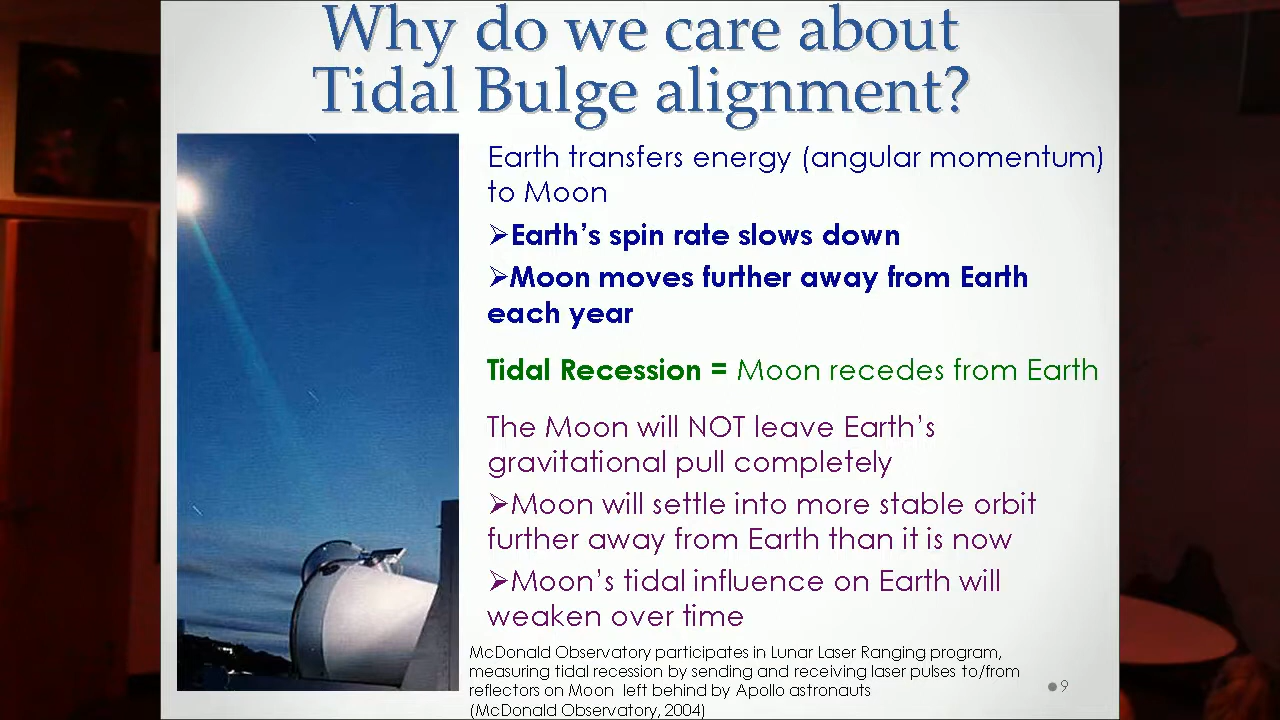 Why do we care about
Tidal Bulge alignment?
Earth transfers energy (angular momentum)
to Moon
➢Earth's spin rate slows down
➢Moon moves further away from Earth
each year
Tidal Recession = Moon recedes from Earth
The Moon will NOT leave Earth's
gravitational pull completely
➢Moon will settle into more stable orbit
further away from Earth than it is now
➢Moon's tidal influence on Earth will
weaken over time
McDonald Observatory participates in Lunar Laser Ranging program,
measuring tidal recession by sending and receiving laser pulses to/from
reflectors on Moon left behind by Apollo astronauts
(McDonald Observatory, 2004)
●9